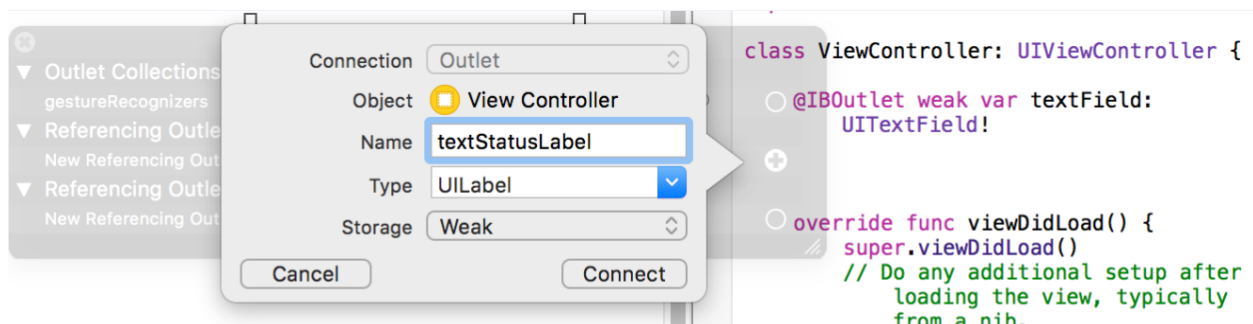 Outlet Collections
gestureRecognizers
Referencing Outle
New Referencing Out
Referencing Outle
New Referencing Out
Connection Outlet
Object View Controller
Name textStatusLabel
Type UILabel
Storage Weak
Cancel Connect
class ViewController: UIViewController {
@IBOutlet weak var textField:
UITextField!
override func viewDidLoad() {
super.viewDidLoad()
// Do any additional setup after
loading the view, typically
from a nib.